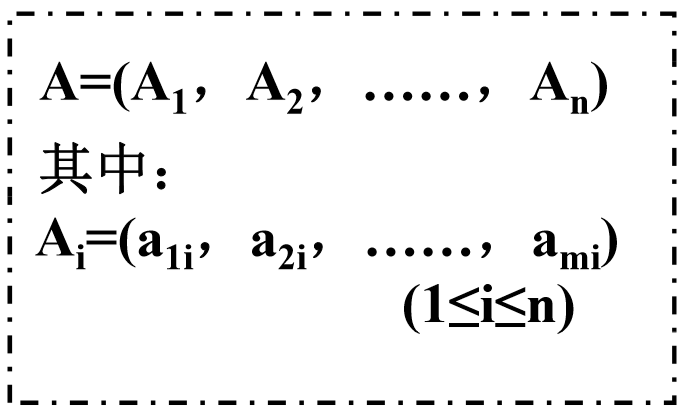 A=(A₁，A₂，……，Aₙ)
其中：
Aᵢ=(a₁ᵢ，a₂ᵢ，……，aₘᵢ)
(1≤i≤n)